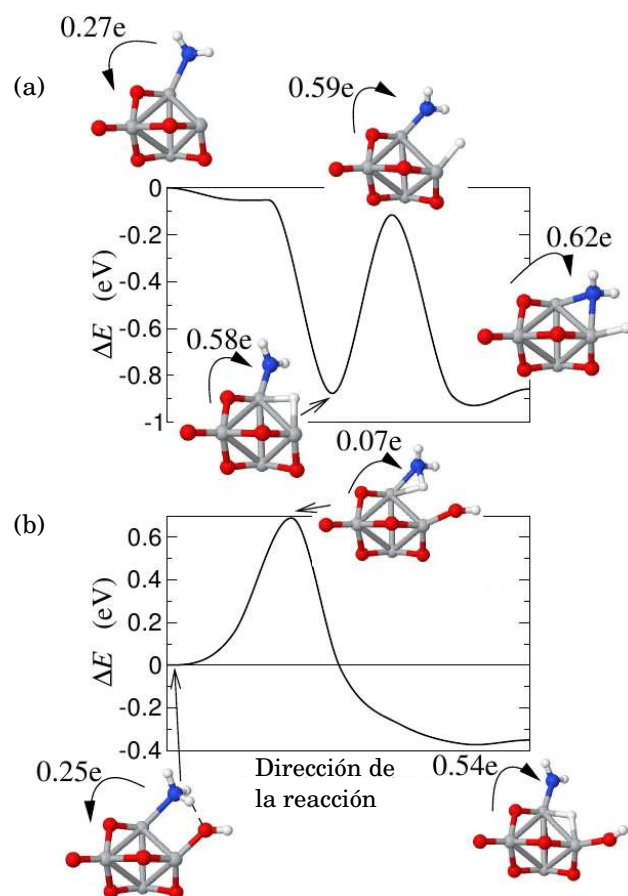 0.27e
(a)
0.59e
0
-0.2
-0.4
-0.6
-0.8
-1
ΔE (eV)
0.62e
0.58e
0.07e
(b)
0.6
0.4
0.2
0
-0.2
-0.4
ΔE (eV)
0.25e
Dirección de
la reacción
0.54e